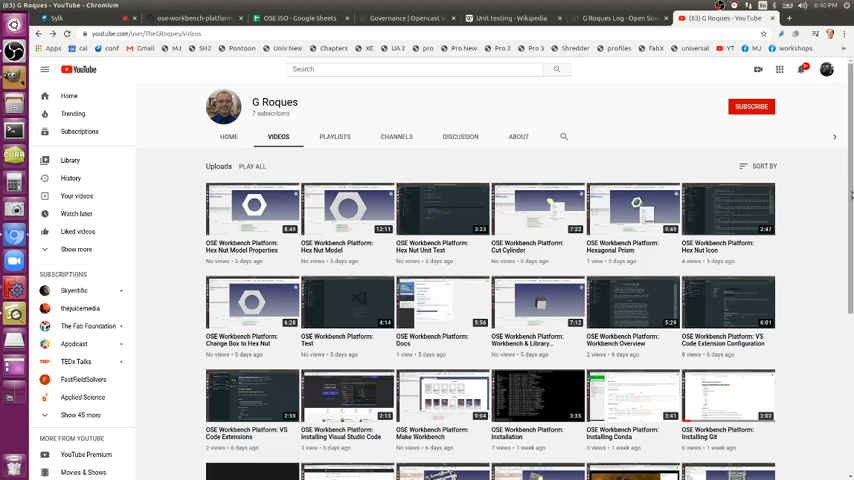 (63) G Roques - YouTube - Chromium
6:40 PM
Sylk
ose-workbench-platform
OSE ISO - Google Sheets
Governance | Opencast
Unit testing - Wikipedia
G Roques Log - Open Sou
(63) G Roques - YouTube
youtube.com/user/TheGRoques/videos
Apps
cal
conf
Gmail
MJ
SH2
Pontoon
Univ New
Chapters
XE
UA 2
pro
Pro New
Pro 2
Pro 3
Shredder
profiles
FabX
universal
YT
MJ
workshops
YouTube
Search
9+
Home
Trending
Subscriptions
Library
History
Your videos
Watch later
Liked videos
Show more
SUBSCRIPTIONS
Skyentific
thejuicemedia
The Fab Foundation
Appdcast
TEDx Talks
FastFieldSolvers
Applied Science
Show 45 more
MORE FROM YOUTUBE
YouTube Premium
Movies & Shows
G Roques
7 subscribers
SUBSCRIBE
HOME
VIDEOS
PLAYLISTS
CHANNELS
DISCUSSION
ABOUT
Uploads PLAY ALL
SORT BY
8:49
12:11
3:33
7:22
9:49
2:47
OSE Workbench Platform:
Hex Nut Model Properties
No views • 5 days ago
OSE Workbench Platform:
Hex Nut Model
No views • 5 days ago
OSE Workbench Platform:
Hex Nut Unit Test
No views • 5 days ago
OSE Workbench Platform:
Cut Cylinder
No views • 5 days ago
OSE Workbench Platform:
Hexagonal Prism
1 view • 5 days ago
OSE Workbench Platform:
Hex Nut Icon
4 views • 5 days ago
6:28
4:14
5:56
7:12
5:29
6:01
OSE Workbench Platform:
Change Box to Hex Nut
No views • 5 days ago
OSE Workbench Platform:
Test
No views • 5 days ago
OSE Workbench Platform:
Docs
1 view • 5 days ago
OSE Workbench Platform:
Workbench & Library...
No views • 5 days ago
OSE Workbench Platform:
Workbench Overview
2 views • 6 days ago
OSE Workbench Platform: VS
Code Extension Configuration
8 views • 6 days ago
2:59
2:13
9:04
3:35
3:41
2:02
OSE Workbench Platform: VS
Code Extensions
2 views • 6 days ago
OSE Workbench Platform:
Installing Visual Studio Code
1 view • 6 days ago
OSE Workbench Platform:
Make Workbench
No views • 6 days ago
OSE Workbench Platform:
Installation
7 views • 1 week ago
OSE Workbench Platform:
Installing Conda
No views • 1 week ago
OSE Workbench Platform:
Installing Git
No views • 1 week ago